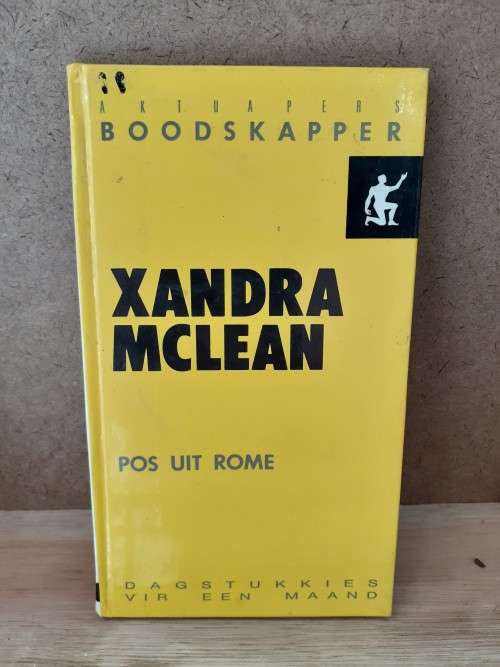 AKTUAPERS
BOODSKAPPER
XANDRA
MCLEAN
POS UIT ROME
DAGSTUKKIES
VIR EEN MAAND